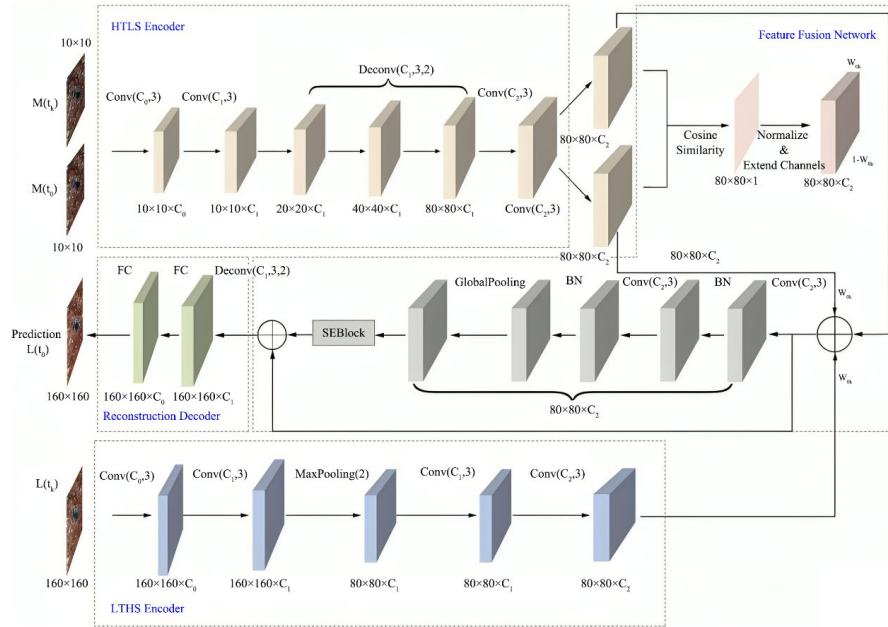 HTLS Encoder
Feature Fusion Network
10×10
M(tₖ)
M(t₀)
10×10
Conv(C₀,3)
Conv(C₁,3)
Deconv(C₁,3,2)
Conv(C₂,3)
10×10×C₀
10×10×C₁
20×20×C₁
40×40×C₁
80×80×C₁
Conv(C₂,3)
80×80×C₂
80×80×C₂
Cosine
Similarity
80×80×1
Normalize
&
Extend Channels
W₀ₖ
1-W₀ₖ
80×80×C₂
80×80×C₂
FC
FC
Deconv(C₁,3,2)
GlobalPooling
BN
Conv(C₂,3)
BN
Conv(C₂,3)
W₀ₖ
Prediction
L(t₀)
160×160
SEBlock
W₀ₖ
160×160×C₀
160×160×C₁
80×80×C₂
Reconstruction Decoder
L(tₖ)
160×160
Conv(C₀,3)
Conv(C₁,3)
MaxPooling(2)
Conv(C₁,3)
Conv(C₂,3)
160×160×C₀
160×160×C₁
80×80×C₁
80×80×C₁
80×80×C₂
LTHS Encoder